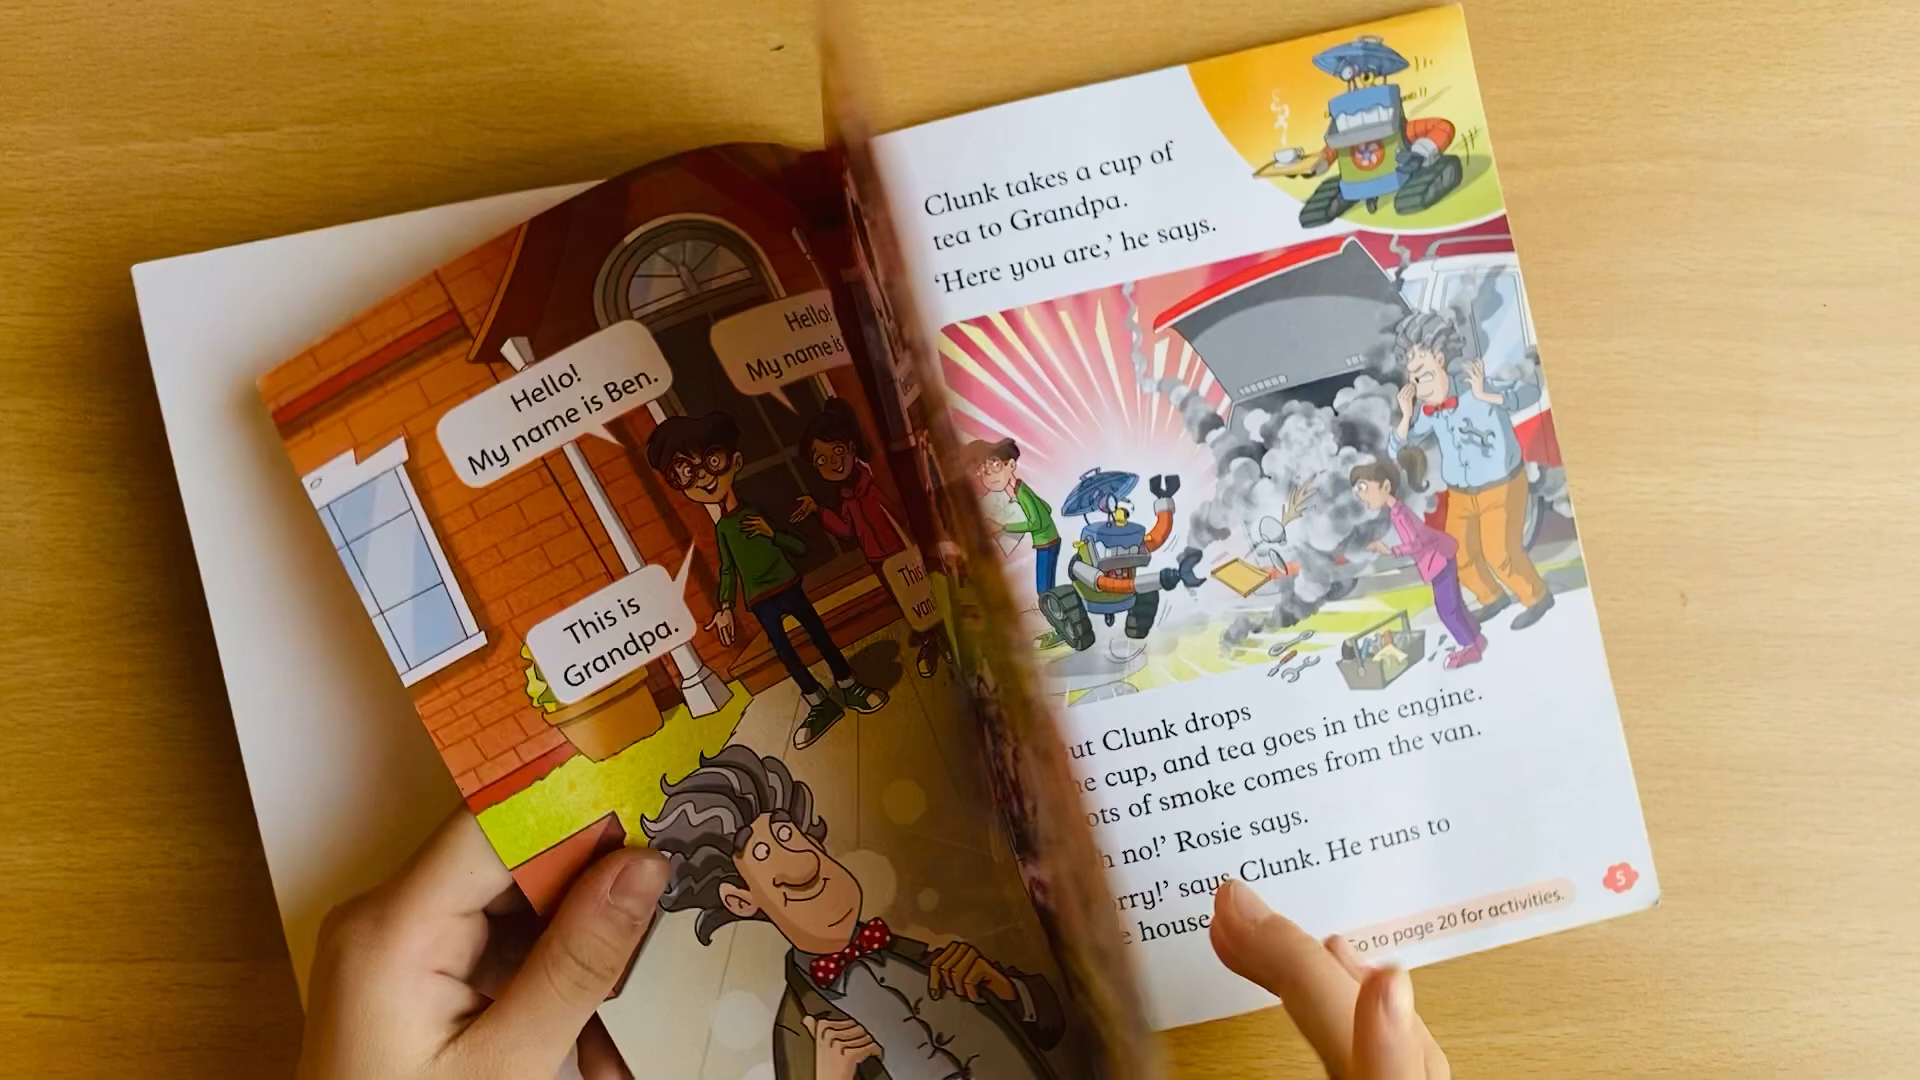 Hello!
My name is Ben.
Hello!
My name is
This is
Grandpa.
This
van
Clunk takes a cup of
tea to Grandpa.
‘Here you are,’ he says.
Clunk drops
cup, and tea goes in the engine.
of smoke comes from the van.
no!’ Rosie says.
says Clunk. He runs to
house
to page 20 for activities.
5